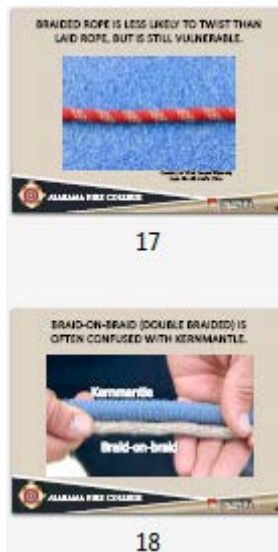 BRAIDED ROPE IS LESS LIKELY TO TWIST THAN
LAID ROPE, BUT IS STILL VULNERABLE.
ALABAMA FIRE COLLEGE
17
BRAID-ON-BRAID (DOUBLE BRAIDED) IS
OFTEN CONFUSED WITH KERNMANTLE.
Kernmantle
Braid-on-braid
ALABAMA FIRE COLLEGE
18